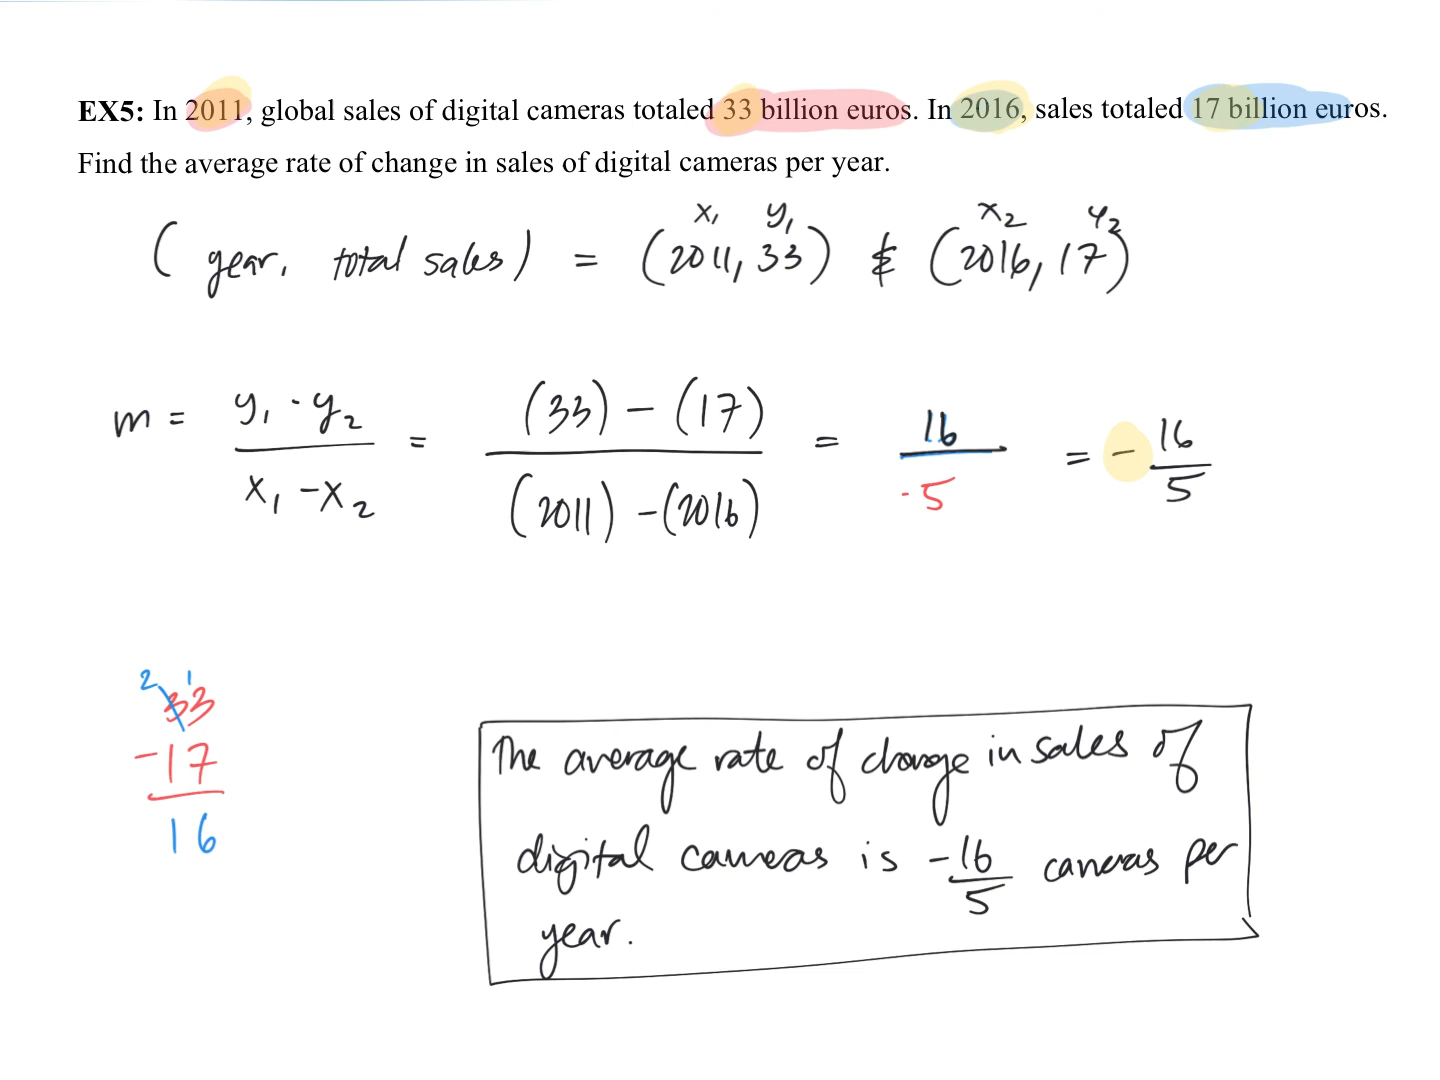 EX5: In 2011, global sales of digital cameras totaled 33 billion euros. In 2016, sales totaled 17 billion euros.
Find the average rate of change in sales of digital cameras per year.
x₁ y₁ x₂ y₂
(year, total sales) = (2011, 33) & (2016, 17)
m = y₁ - y₂ / x₁ - x₂ = (33) - (17) / (2011) - (2016) = 16 / -5 = - 16 / 5
2 1
33
-17
16
The average rate of change in sales of
digital cameras is -16/5 cameras per
year.